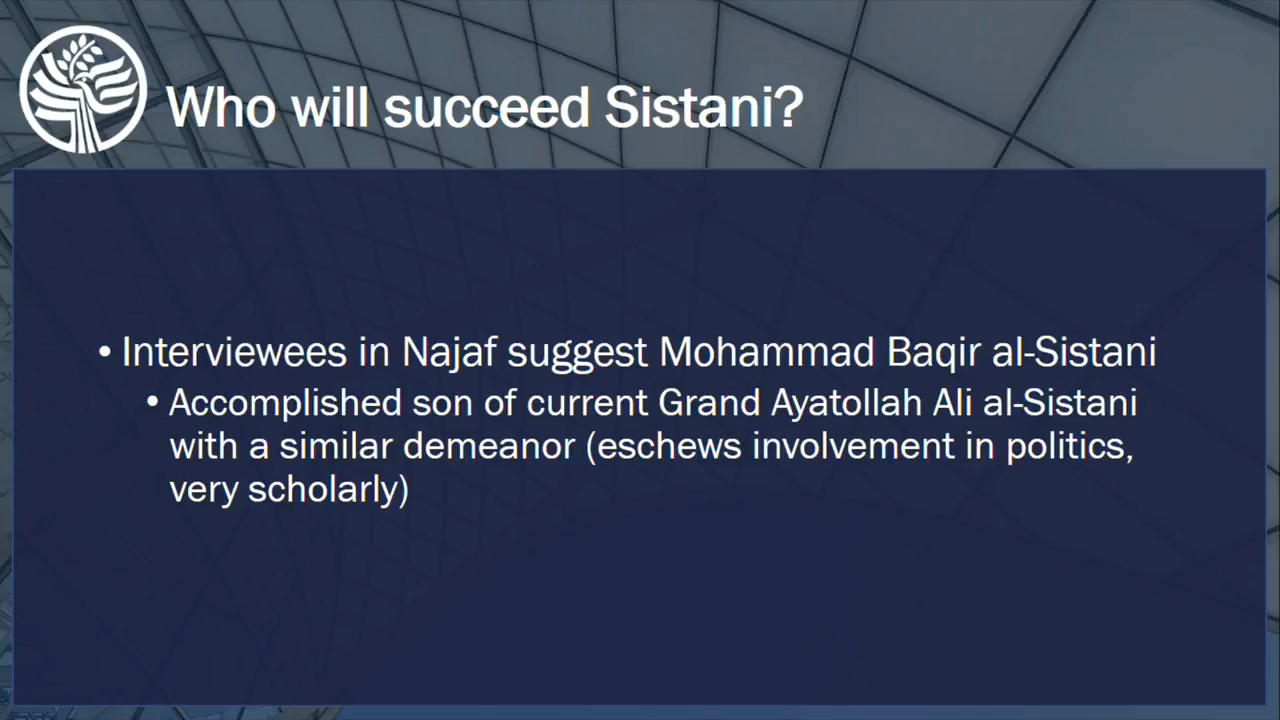 Who will succeed Sistani?
• Interviewees in Najaf suggest Mohammad Baqir al-Sistani
• Accomplished son of current Grand Ayatollah Ali al-Sistani
with a similar demeanor (eschews involvement in politics,
very scholarly)